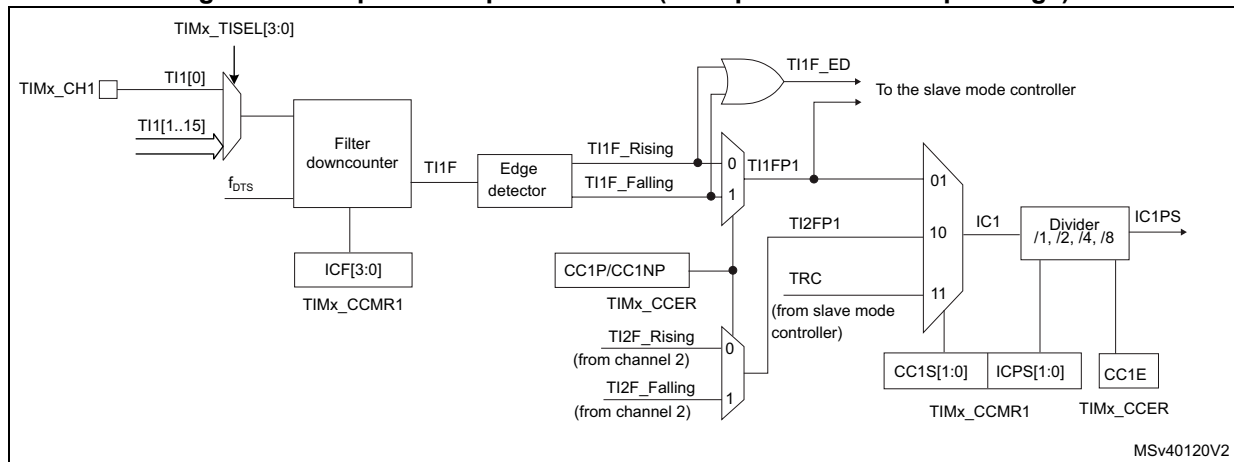 TIMx_TISEL[3:0]
TIMx_CH1
TI1[0]
TI1[1..15]
fDTS
Filter
downcounter
ICF[3:0]
TIMx_CCMR1
TI1F
Edge
detector
TI1F_Rising
TI1F_Falling
TI1F_ED
To the slave mode controller
0
1
TI1FP1
CC1P/CC1NP
TIMx_CCER
TI2F_Rising
(from channel 2)
TI2F_Falling
(from channel 2)
0
1
TI2FP1
TRC
(from slave mode
controller)
01
10
11
IC1
Divider
/1, /2, /4, /8
IC1PS
CC1S[1:0]
ICPS[1:0]
CC1E
TIMx_CCMR1
TIMx_CCER
MSv40120V2